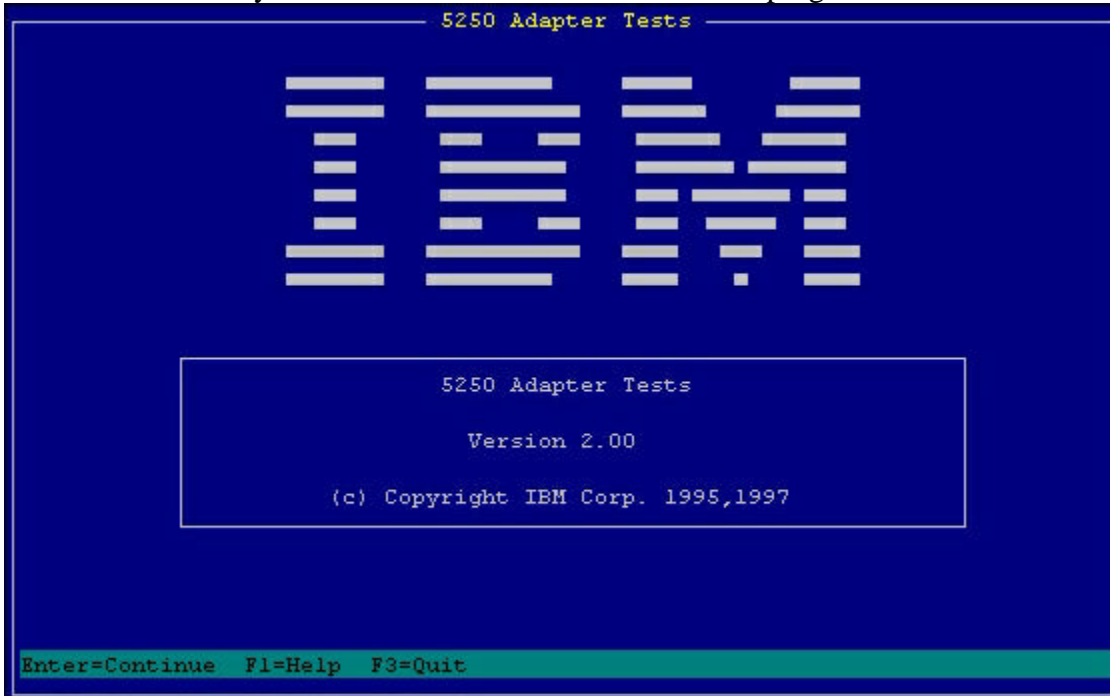 5250 Adapter Tests
IBM
5250 Adapter Tests
Version 2.00
(c) Copyright IBM Corp. 1995,1997
Enter=Continue F1=Help F3=Quit